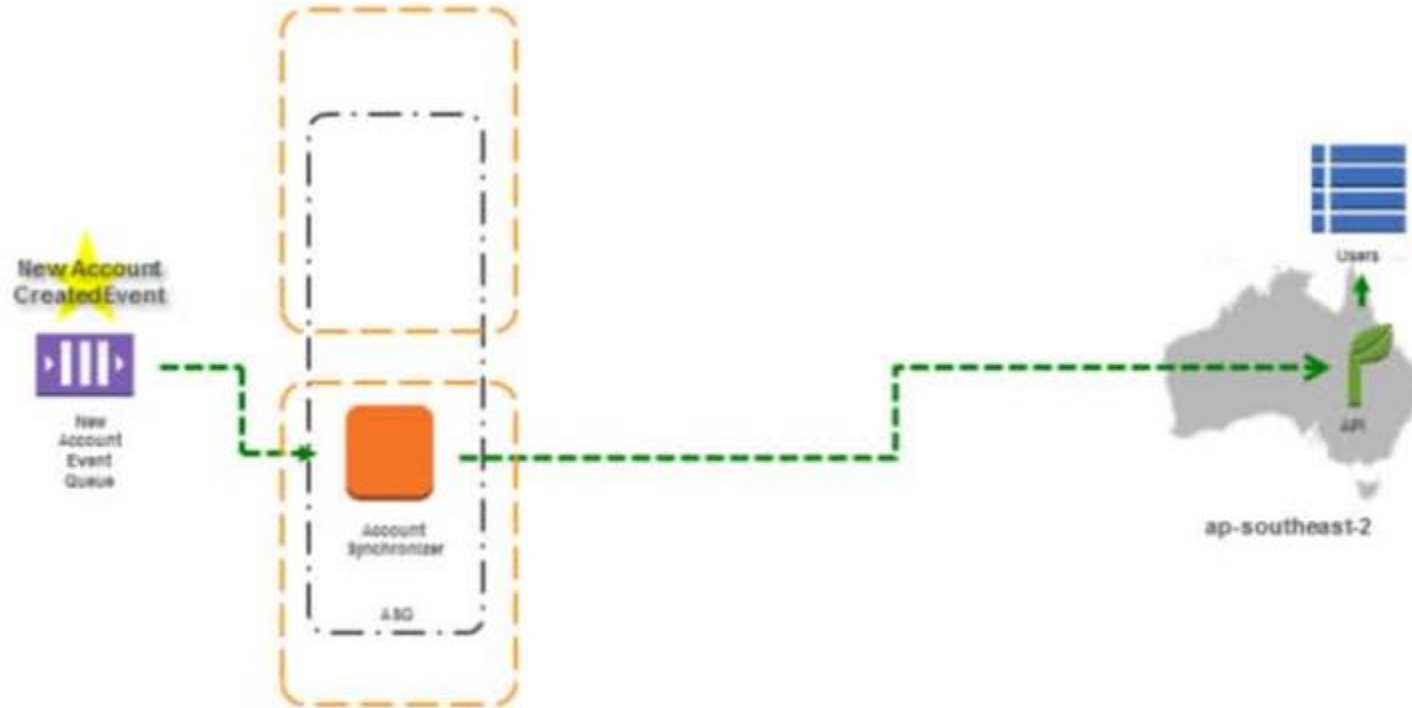 New Account
CreatedEvent
New
Account
Event
Queue
Account
Synchronizer
ASG
Users
API
ap-southeast-2